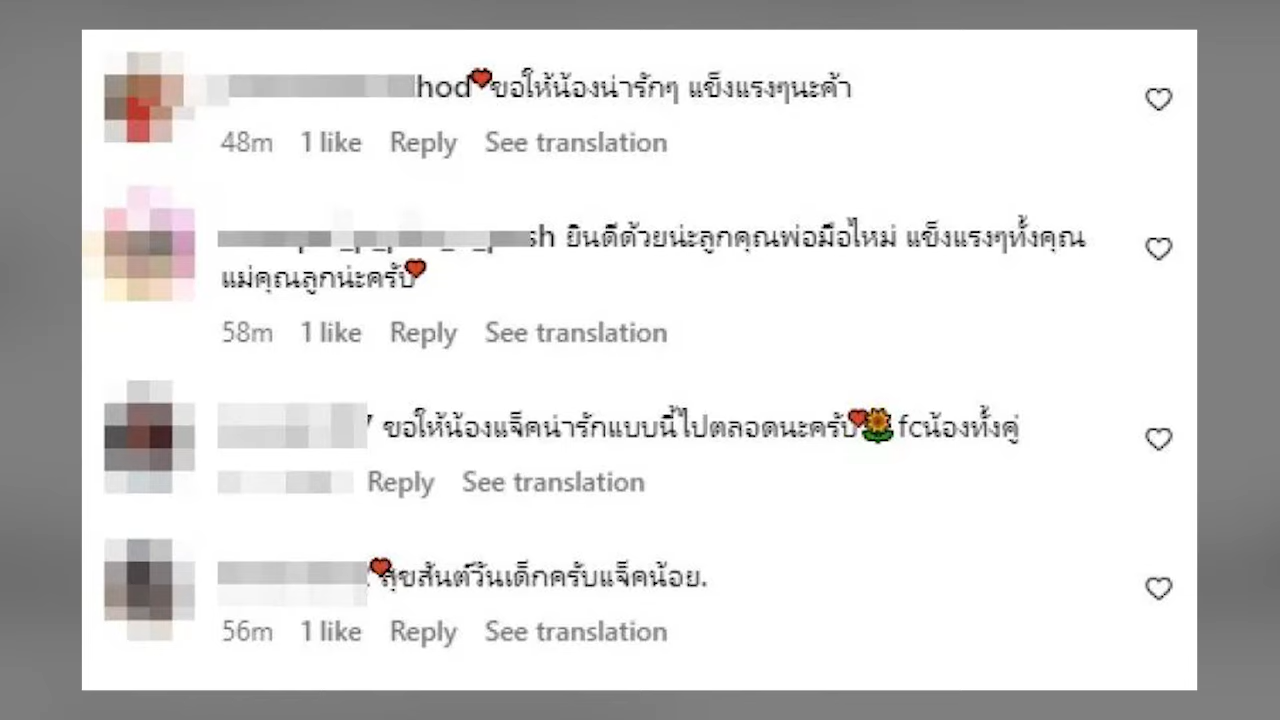 hod ❤️ขอให้น้องน่ารักๆ แข็งแรงๆนะค้า
48m 1 like Reply See translation
sh ยินดีด้วยน่ะลูกคุณพ่อมือไหม่ แข็งแรงๆทั้งคุณ
แม่คุณลูกน่ะครับ❤️
58m 1 like Reply See translation
ขอให้น้องแจ็คน่ารักแบบนี้ไปตลอดนะครับ❤️🌻fcน้องทั้งคู่
Reply See translation
❤️สุขสันต์วันเด็กครับแจ็คน้อย.
56m 1 like Reply See translation